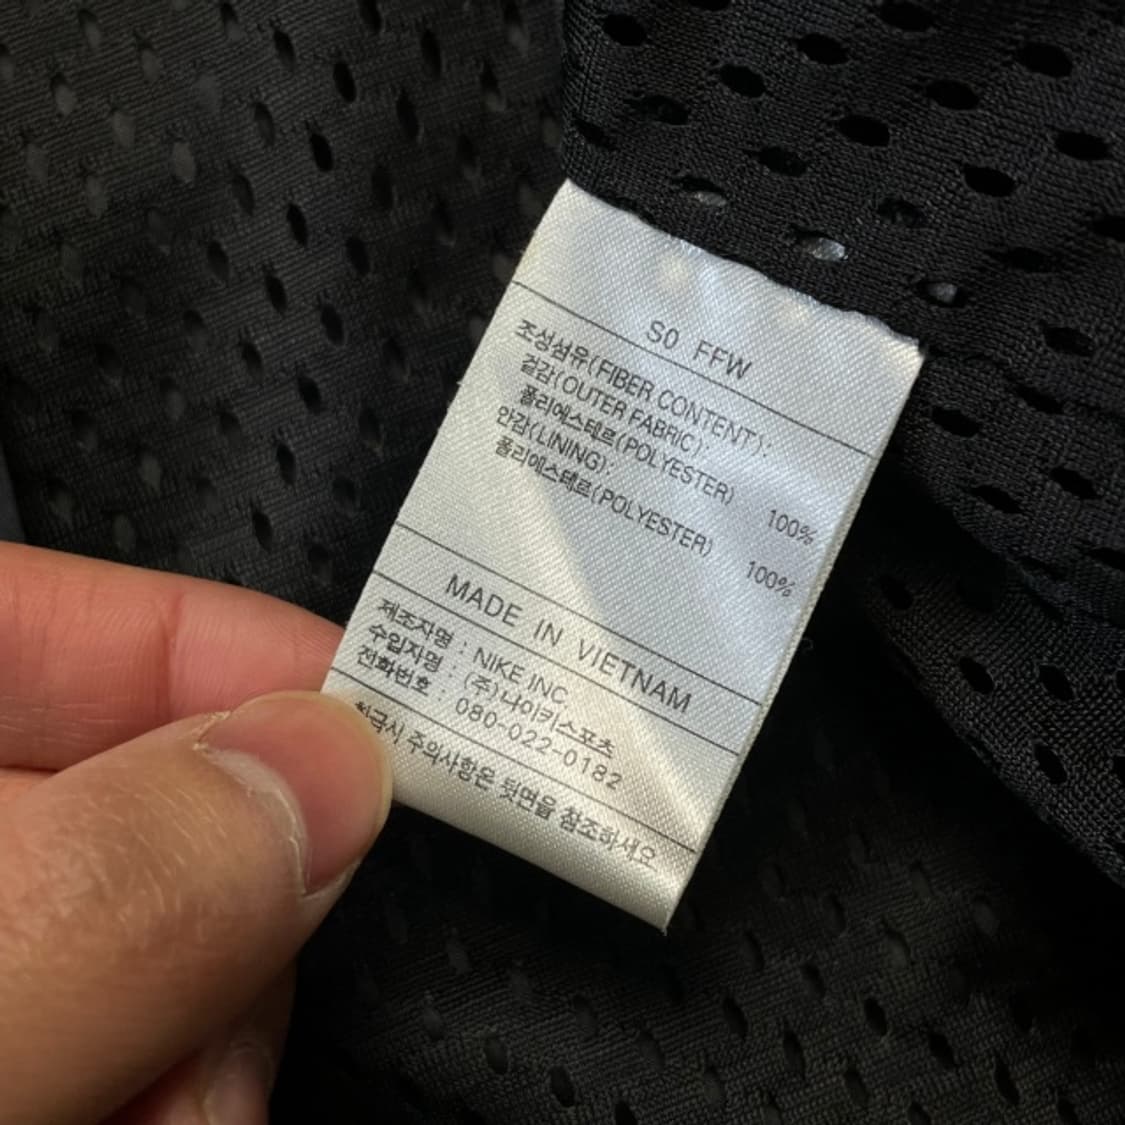 S0 FFW
조성섬유(FIBER CONTENT):
겉감(OUTER FABRIC):
폴리에스테르(POLYESTER) 100%
안감(LINING):
폴리에스테르(POLYESTER) 100%
MADE IN VIETNAM
제조자명 : NIKE INC
수입자명 : (주)나이키스포츠
전화번호 : 080-022-0182
취급시 주의사항은 뒷면을 참조하세요